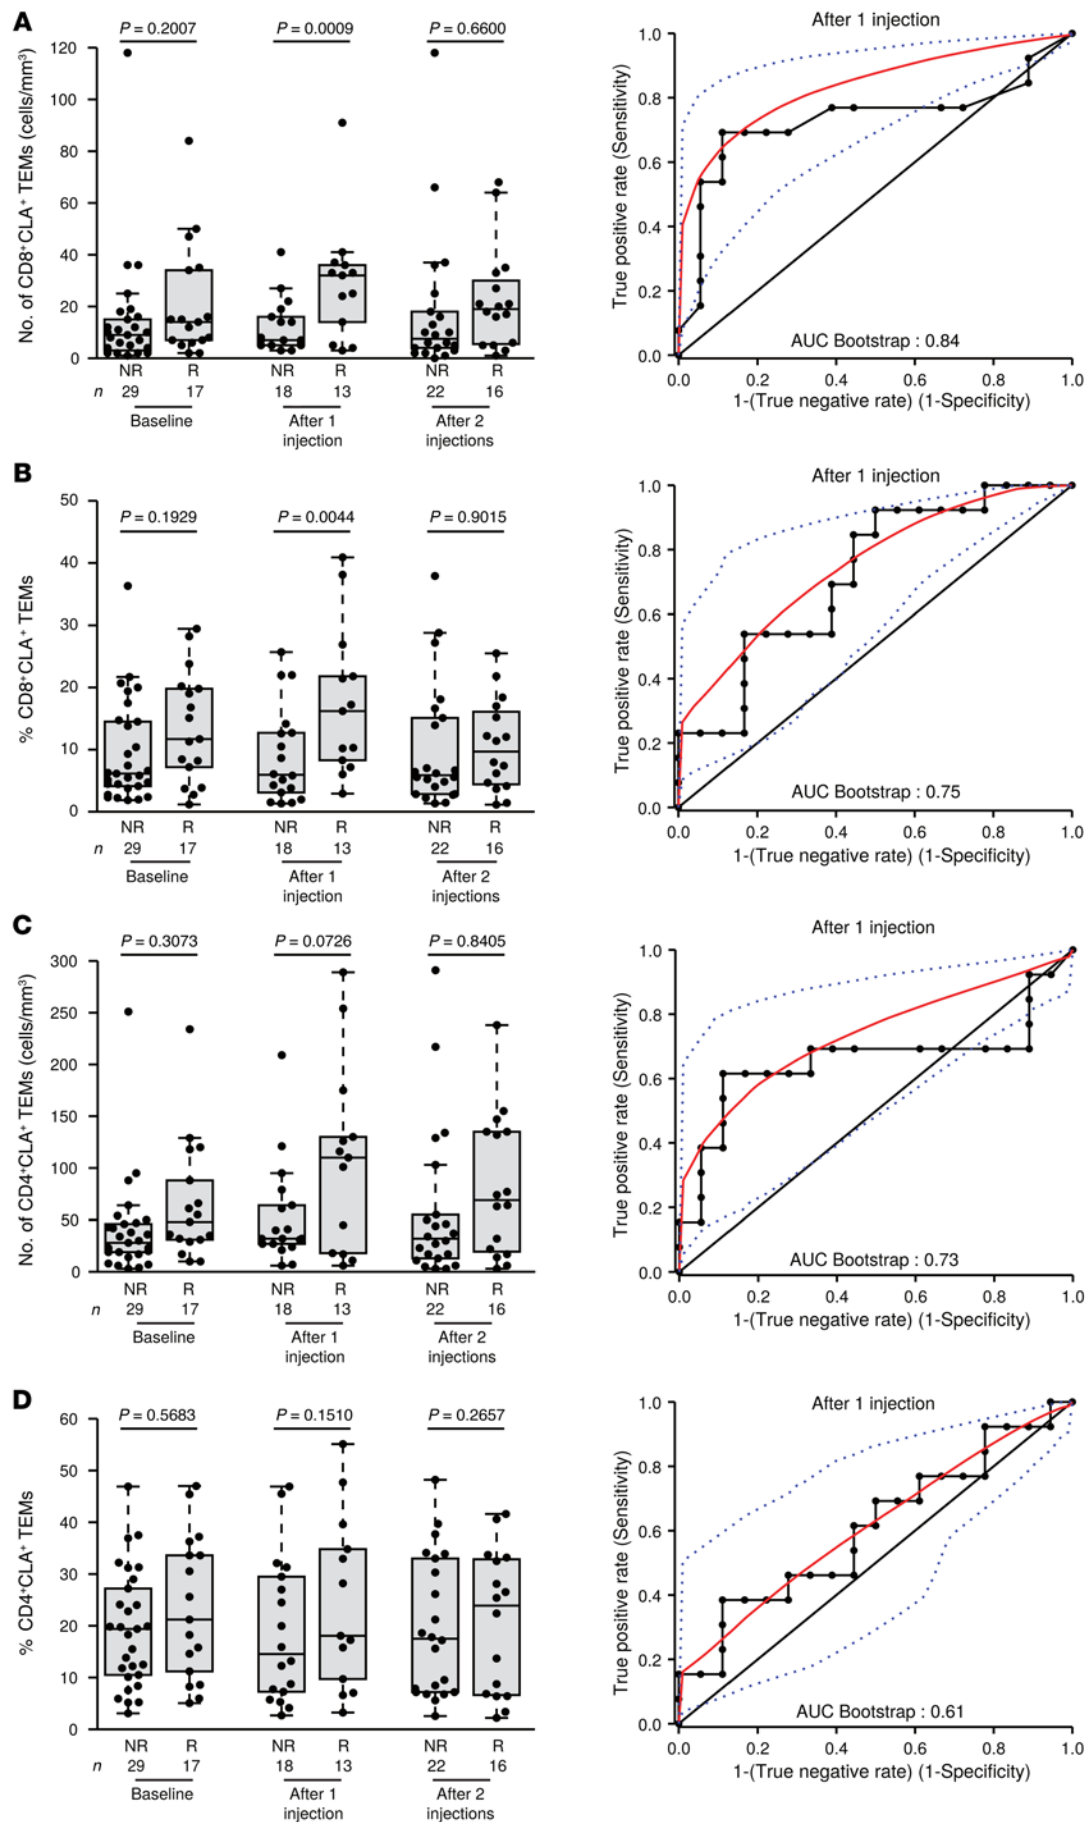 A
P = 0.2007
P = 0.0009
P = 0.6600
No. of CD8+CLA+ TEMs (cells/mm³)
120
100
80
60
40
20
0
NR R NR R NR R
n 29 17 18 13 22 16
Baseline
After 1
injection
After 2
injections
After 1 injection
True positive rate (Sensitivity)
1.0
0.8
0.6
0.4
0.2
0.0
AUC Bootstrap : 0.84
0.0 0.2 0.4 0.6 0.8 1.0
1-(True negative rate) (1-Specificity)
B
P = 0.1929
P = 0.0044
P = 0.9015
% CD8+CLA+ TEMs
50
40
30
20
10
0
NR R NR R NR R
n 29 17 18 13 22 16
Baseline
After 1
injection
After 2
injections
After 1 injection
True positive rate (Sensitivity)
1.0
0.8
0.6
0.4
0.2
0.0
AUC Bootstrap : 0.75
0.0 0.2 0.4 0.6 0.8 1.0
1-(True negative rate) (1-Specificity)
C
P = 0.3073
P = 0.0726
P = 0.8405
No. of CD4+CLA+ TEMs (cells/mm³)
300
250
200
150
100
50
0
NR R NR R NR R
n 29 17 18 13 22 16
Baseline
After 1
injection
After 2
injections
After 1 injection
True positive rate (Sensitivity)
1.0
0.8
0.6
0.4
0.2
0.0
AUC Bootstrap : 0.73
0.0 0.2 0.4 0.6 0.8 1.0
1-(True negative rate) (1-Specificity)
D
P = 0.5683
P = 0.1510
P = 0.2657
% CD4+CLA+ TEMs
60
50
40
30
20
10
0
NR R NR R NR R
n 29 17 18 13 22 16
Baseline
After 1
injection
After 2
injections
After 1 injection
True positive rate (Sensitivity)
1.0
0.8
0.6
0.4
0.2
0.0
AUC Bootstrap : 0.61
0.0 0.2 0.4 0.6 0.8 1.0
1-(True negative rate) (1-Specificity)